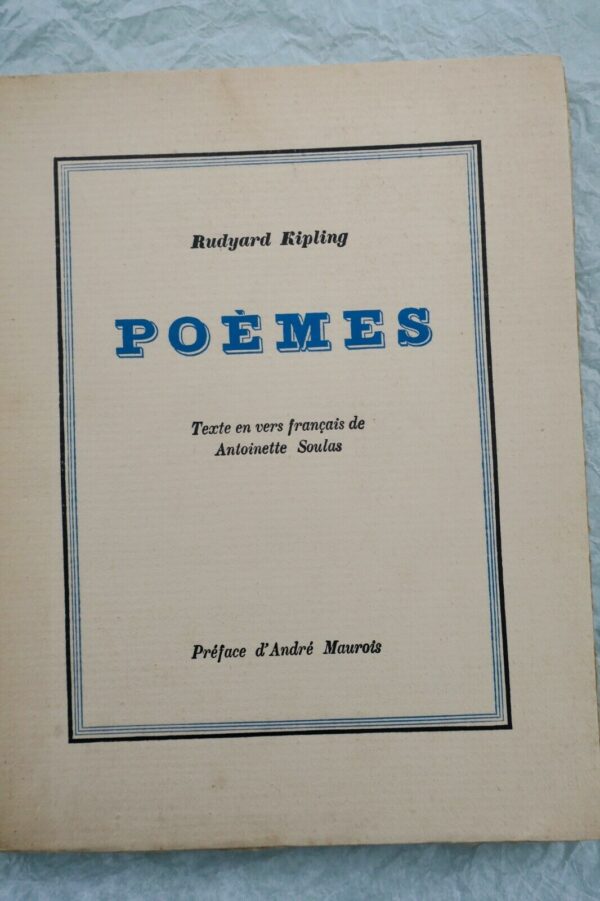 Rudyard Kipling
POÈMES
Texte en vers français de
Antoinette Soulas
Préface d'André Maurois